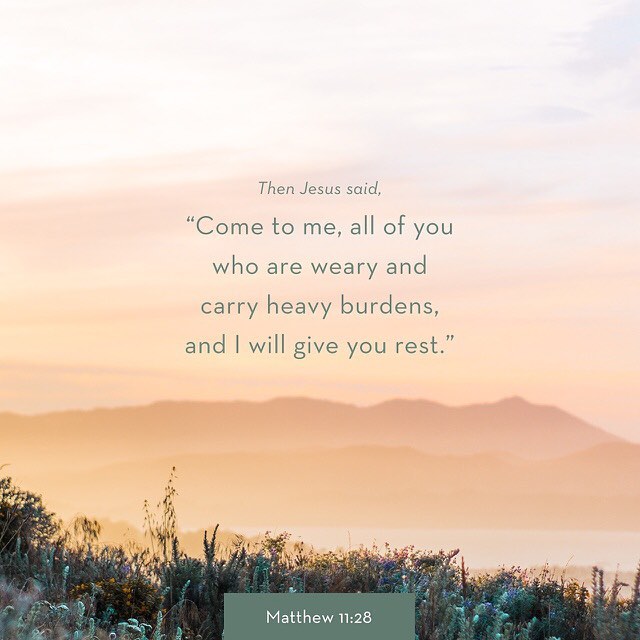 Then Jesus said,
“Come to me, all of you
who are weary and
carry heavy burdens,
and I will give you rest.”
Matthew 11:28